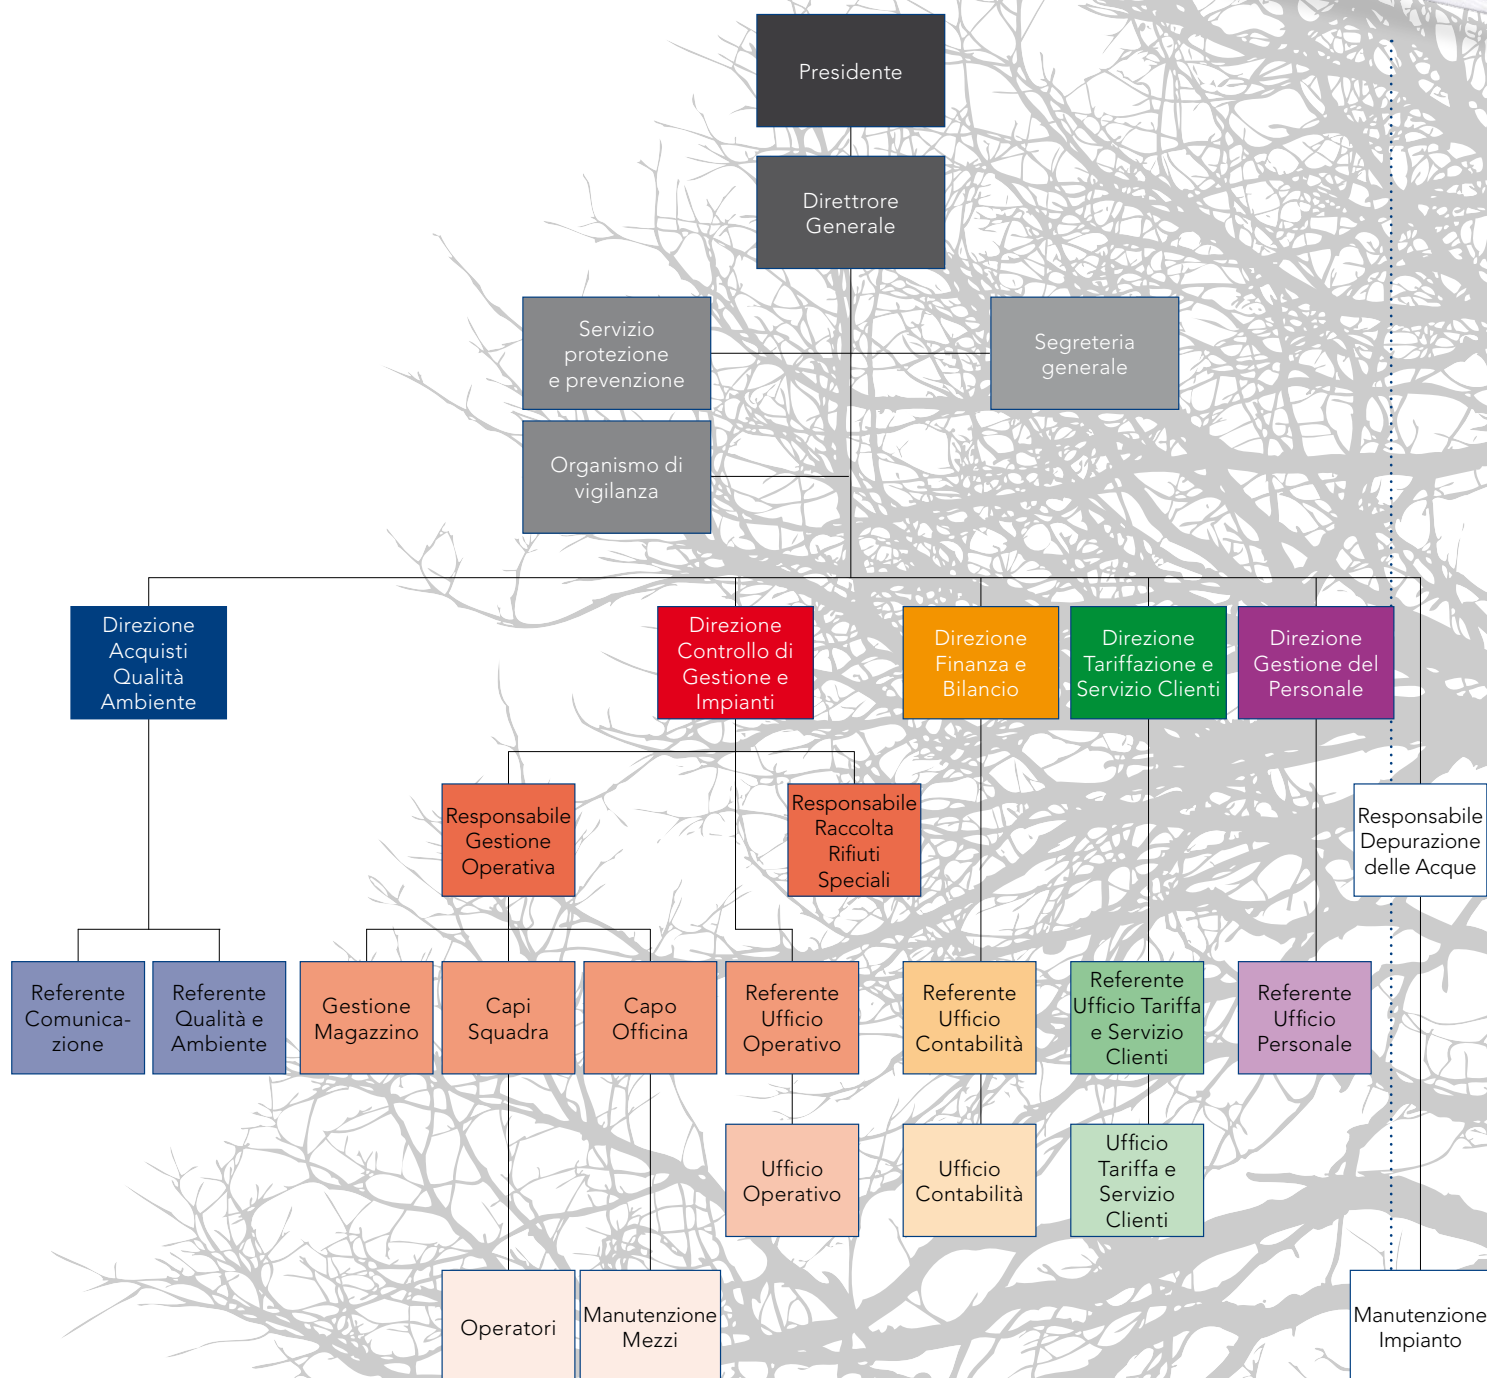 Presidente
Direttrore
Generale
Servizio
protezione
e prevenzione
Segreteria
generale
Organismo di
vigilanza
Direzione
Acquisti
Qualità
Ambiente
Direzione
Controllo di
Gestione e
Impianti
Direzione
Finanza e
Bilancio
Direzione
Tariffazione e
Servizio Clienti
Direzione
Gestione del
Personale
Responsabile
Gestione
Operativa
Responsabile
Raccolta
Rifiuti
Speciali
Responsabile
Depurazione
delle Acque
Referente
Comunica-
zione
Referente
Qualità e
Ambiente
Gestione
Magazzino
Capi
Squadra
Capo
Officina
Referente
Ufficio
Operativo
Referente
Ufficio
Contabilità
Referente
Ufficio Tariffa
e Servizio
Clienti
Referente
Ufficio
Personale
Ufficio
Operativo
Ufficio
Contabilità
Ufficio
Tariffa e
Servizio
Clienti
Operatori
Manutenzione
Mezzi
Manutenzione
Impianto